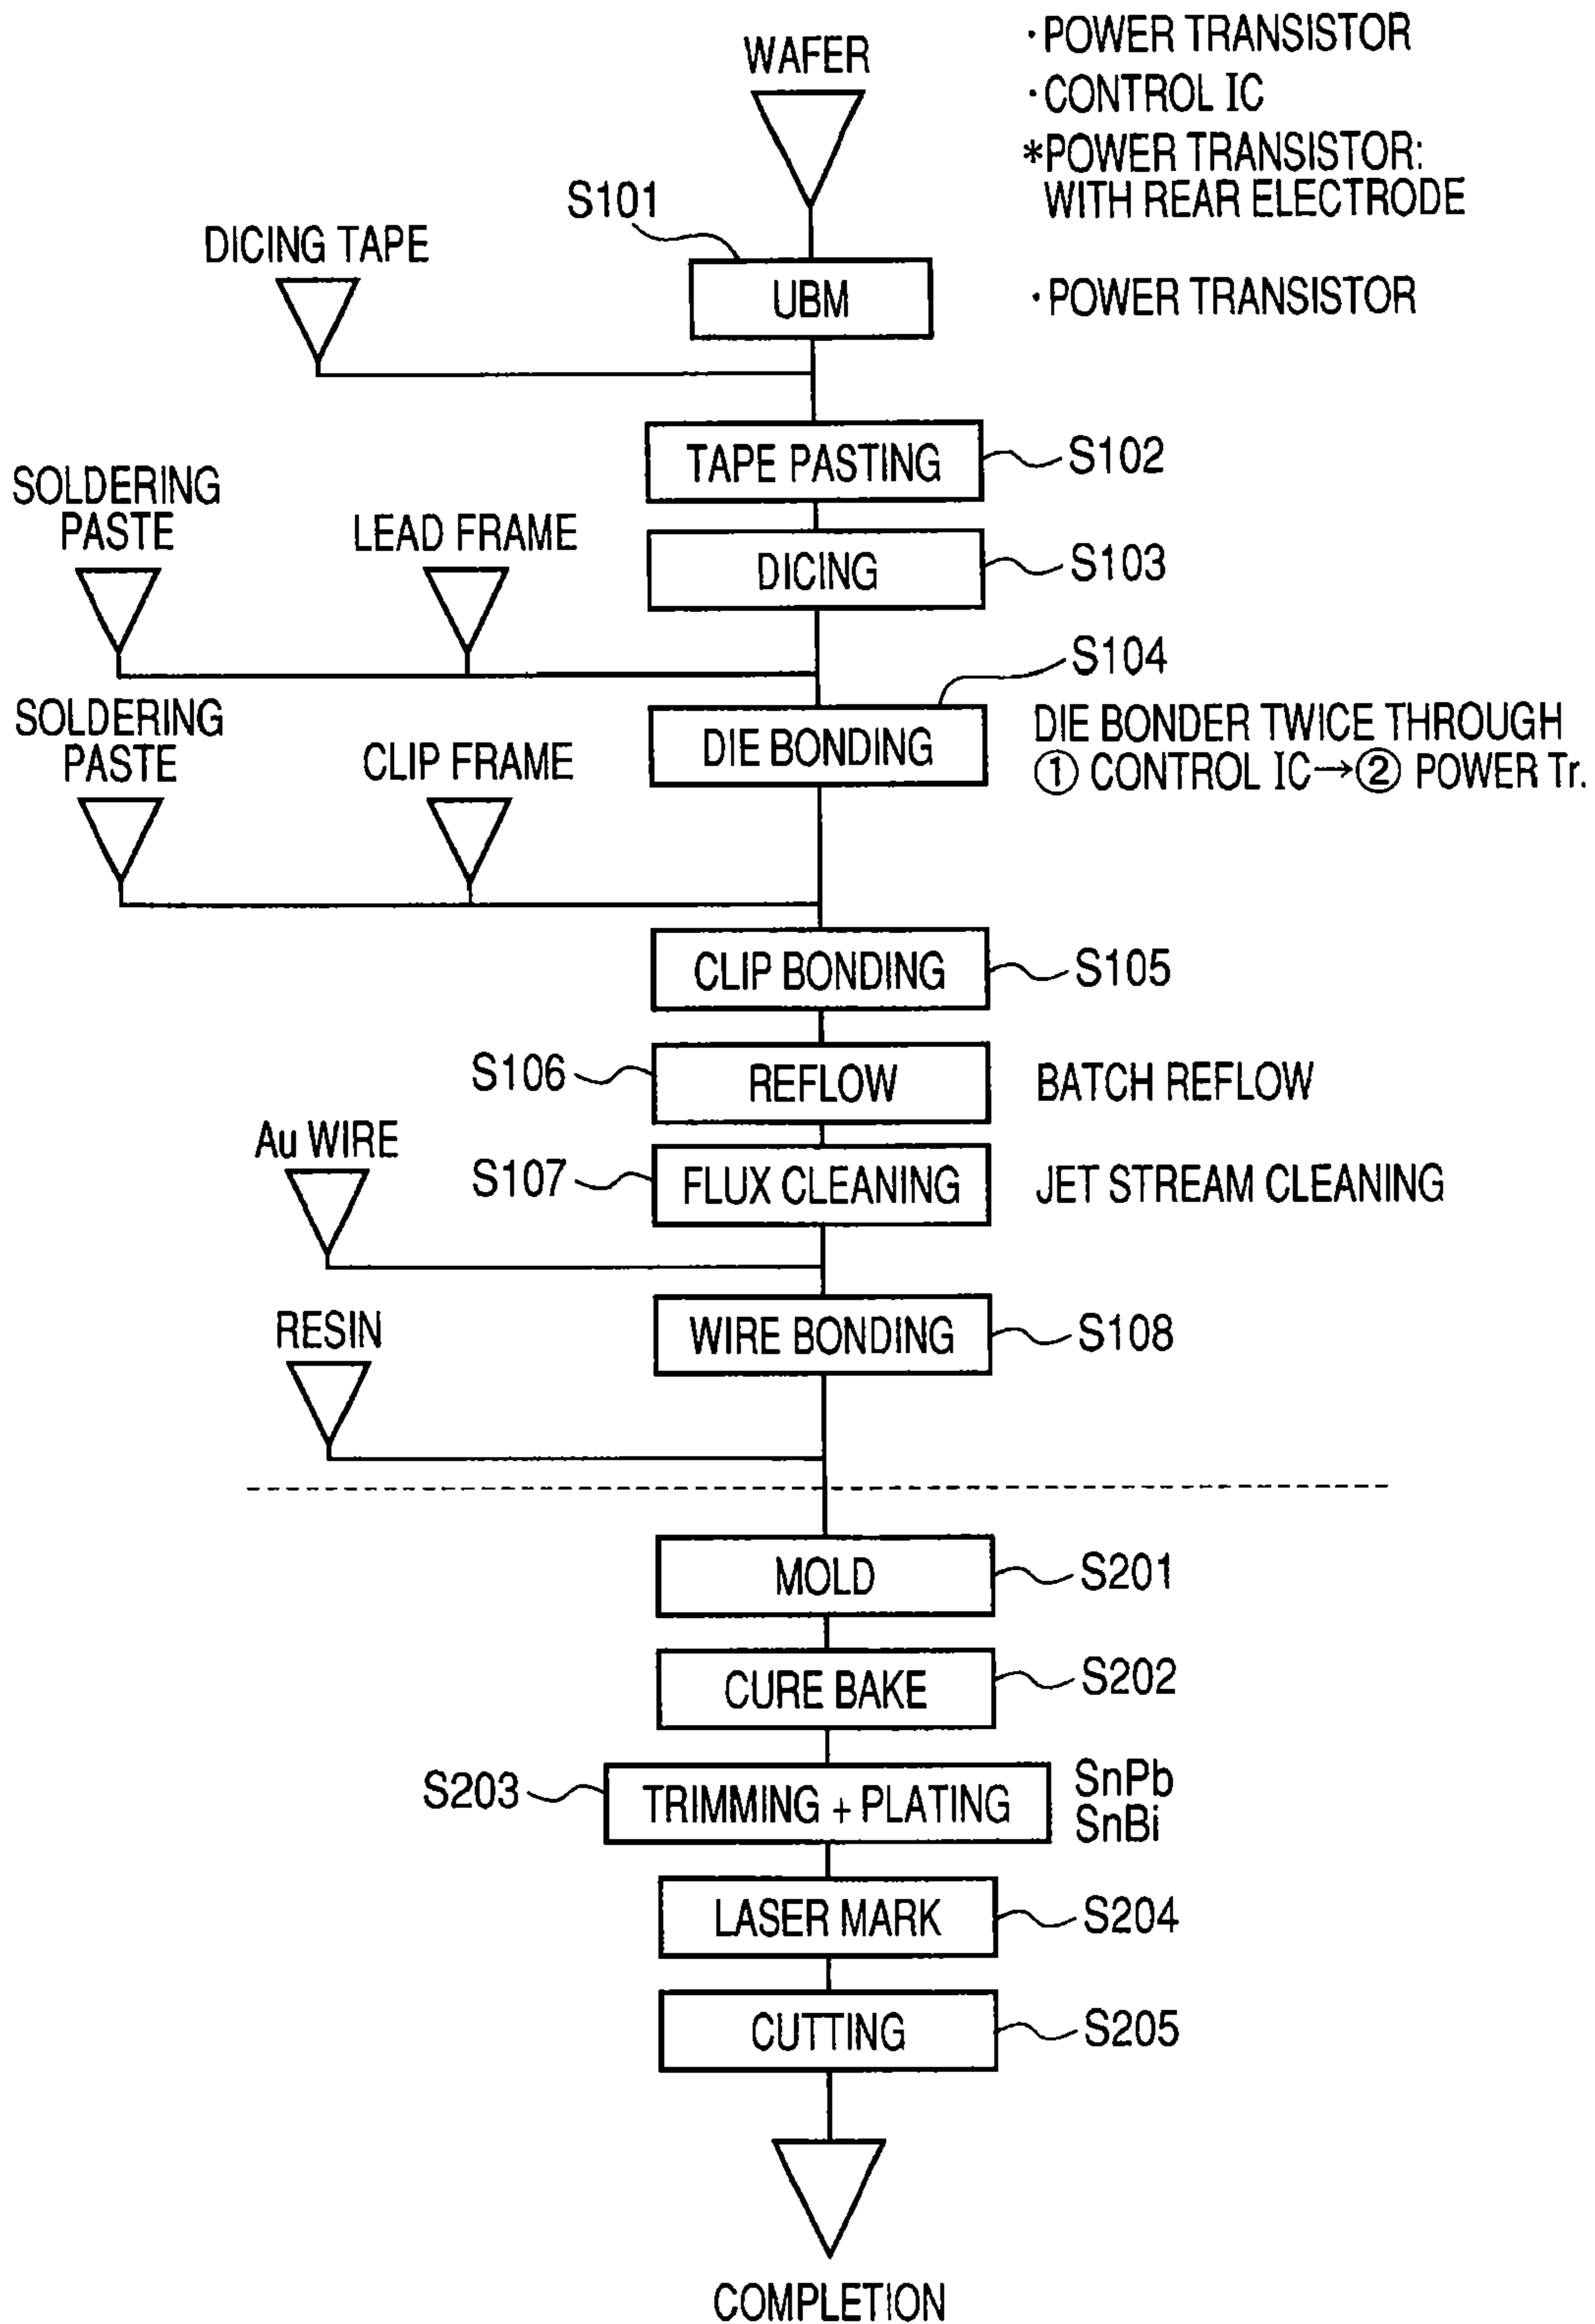 WAFER
· POWER TRANSISTOR
· CONTROL IC
*POWER TRANSISTOR:
WITH REAR ELECTRODE
S101
DICING TAPE
UBM
· POWER TRANSISTOR
TAPE PASTING
S102
SOLDERING
PASTE
LEAD FRAME
DICING
S103
S104
SOLDERING
PASTE
CLIP FRAME
DIE BONDING
DIE BONDER TWICE THROUGH
① CONTROL IC→② POWER Tr.
CLIP BONDING
S105
S106
REFLOW
BATCH REFLOW
Au WIRE
S107
FLUX CLEANING
JET STREAM CLEANING
RESIN
WIRE BONDING
S108
MOLD
S201
CURE BAKE
S202
S203
TRIMMING + PLATING
SnPb
SnBi
LASER MARK
S204
CUTTING
S205
COMPLETION